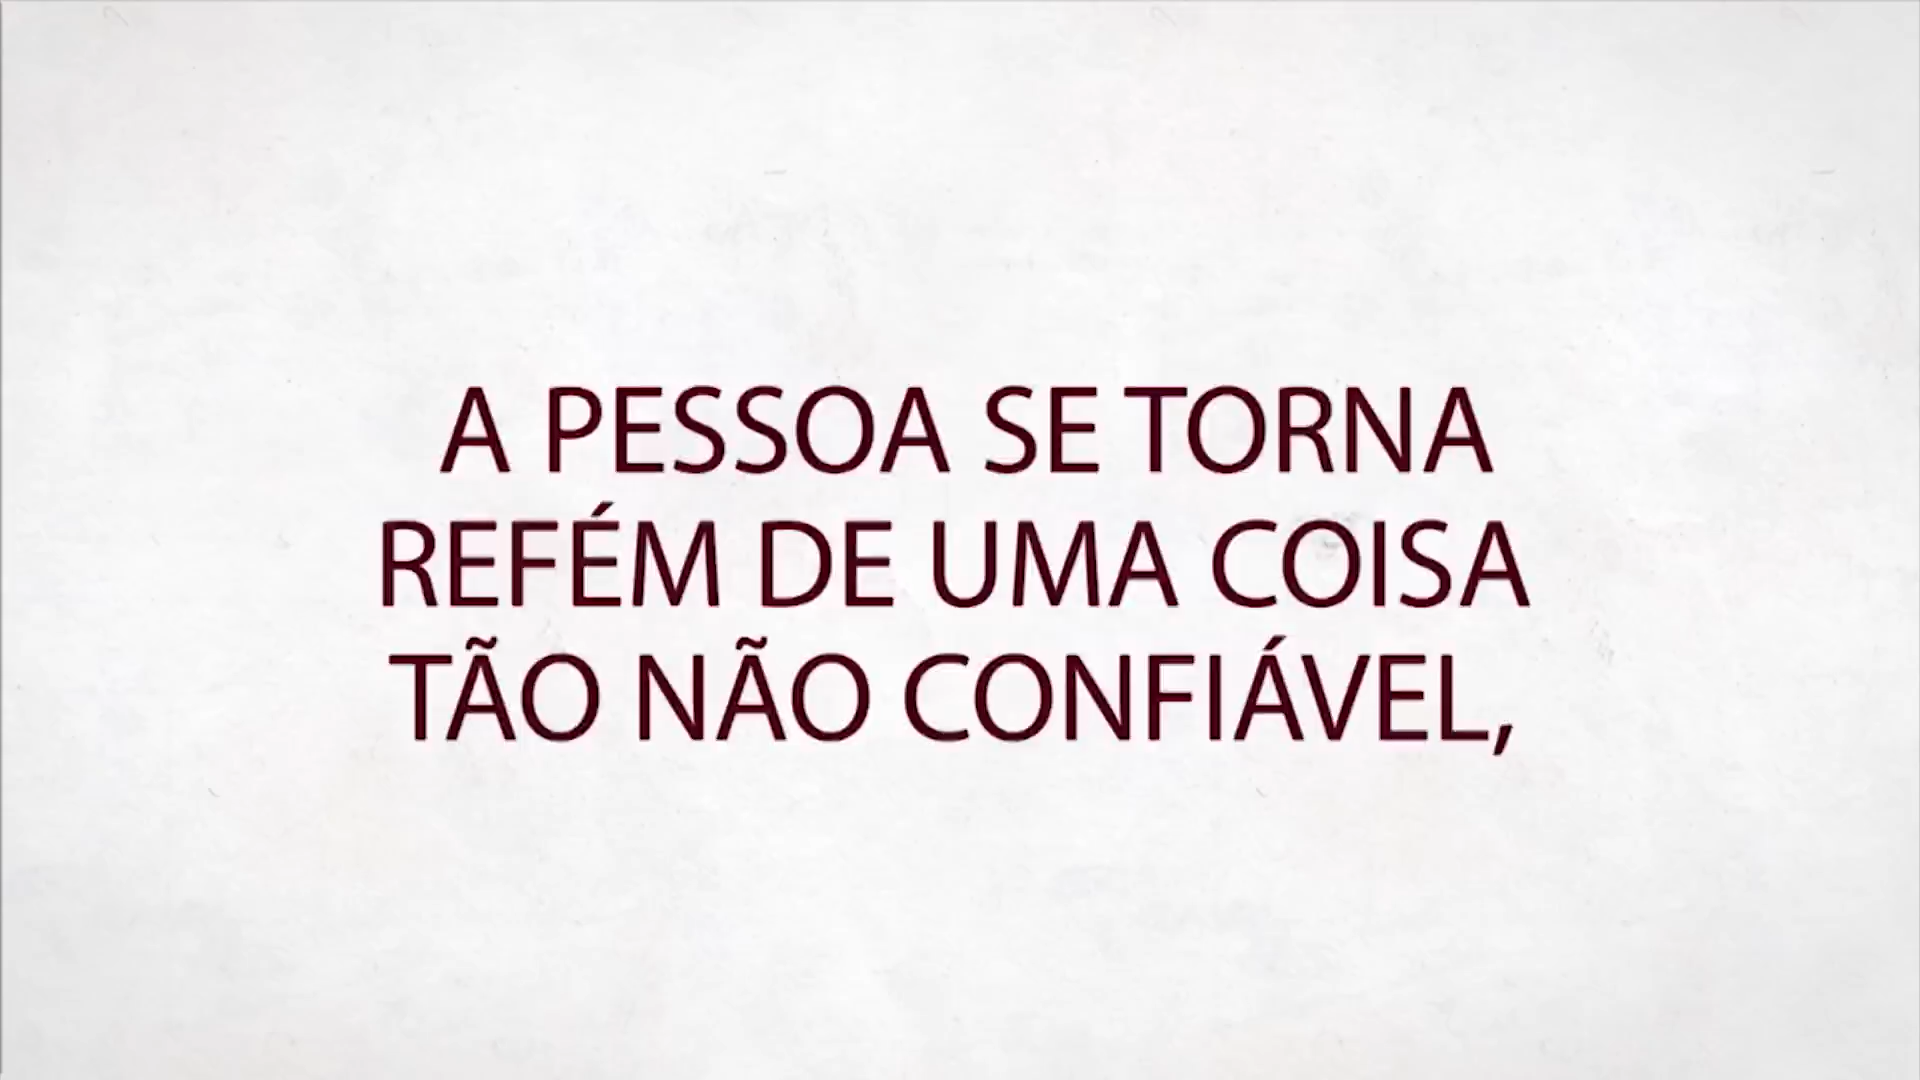 A PESSOA SE TORNA
REFÉM DE UMA COISA
TÃO NÃO CONFIÁVEL,